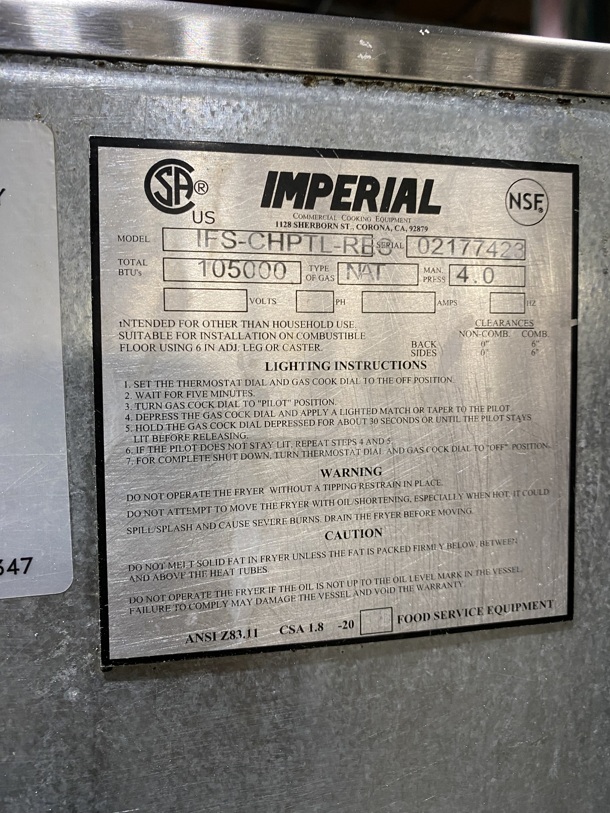 CSA® US
IMPERIAL
NSF®
COMMERCIAL COOKING EQUIPMENT
1128 SHERBORN ST., CORONA, CA, 92879
MODEL IFS-CHPTL-REG SERIAL 02177423
TOTAL BTU's 105000 TYPE OF GAS NAT MAN. PRESS 4.0
VOLTS PH AMPS HZ
INTENDED FOR OTHER THAN HOUSEHOLD USE.
SUITABLE FOR INSTALLATION ON COMBUSTIBLE
FLOOR USING 6 IN ADJ. LEG OR CASTER.
CLEARANCES
NON-COMB. COMB.
BACK 0" 6"
SIDES 0" 6"
LIGHTING INSTRUCTIONS
1. SET THE THERMOSTAT DIAL AND GAS COCK DIAL TO THE OFF POSITION.
2. WAIT FOR FIVE MINUTES.
3. TURN GAS COCK DIAL TO "PILOT" POSITION.
4. DEPRESS THE GAS COCK DIAL AND APPLY A LIGHTED MATCH OR TAPER TO THE PILOT
5. HOLD THE GAS COCK DIAL DEPRESSED FOR ABOUT 30 SECONDS OR UNTIL THE PILOT STAYS
LIT BEFORE RELEASING.
6. IF THE PILOT DOES NOT STAY LIT, REPEAT STEPS 4 AND 5.
7. FOR COMPLETE SHUT DOWN, TURN THERMOSTAT DIAL AND GAS COCK DIAL TO "OFF" POSITION.
WARNING
DO NOT OPERATE THE FRYER WITHOUT A TIPPING RESTRAIN IN PLACE.
DO NOT ATTEMPT TO MOVE THE FRYER WITH OIL/SHORTENING, ESPECIALLY WHEN HOT, IT COULD
SPILL/SPLASH AND CAUSE SEVERE BURNS. DRAIN THE FRYER BEFORE MOVING.
CAUTION
DO NOT MELT SOLID FAT IN FRYER UNLESS THE FAT IS PACKED FIRMLY BELOW, BETWEEN
AND ABOVE THE HEAT TUBES
DO NOT OPERATE THE FRYER IF THE OIL IS NOT UP TO THE OIL LEVEL MARK IN THE VESSEL.
FAILURE TO COMPLY MAY DAMAGE THE VESSEL AND VOID THE WARRANTY.
ANSI Z83.11 CSA 1.8 -20 FOOD SERVICE EQUIPMENT
647